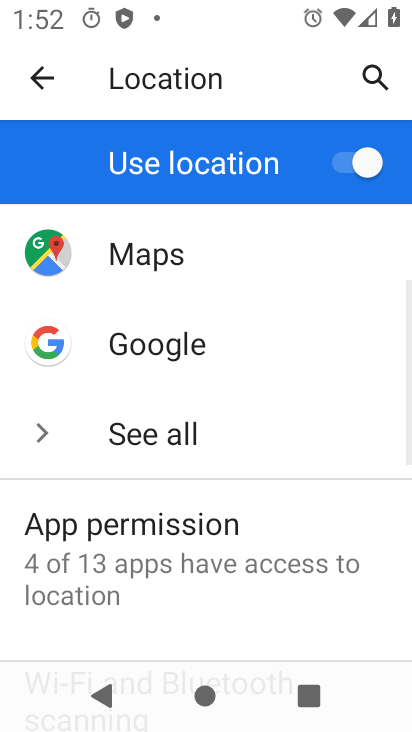 1:52
Location
Use location
Maps
Google
See all
App permission
4 of 13 apps have access to
location
Wi-Fi and Bluetooth
scanning